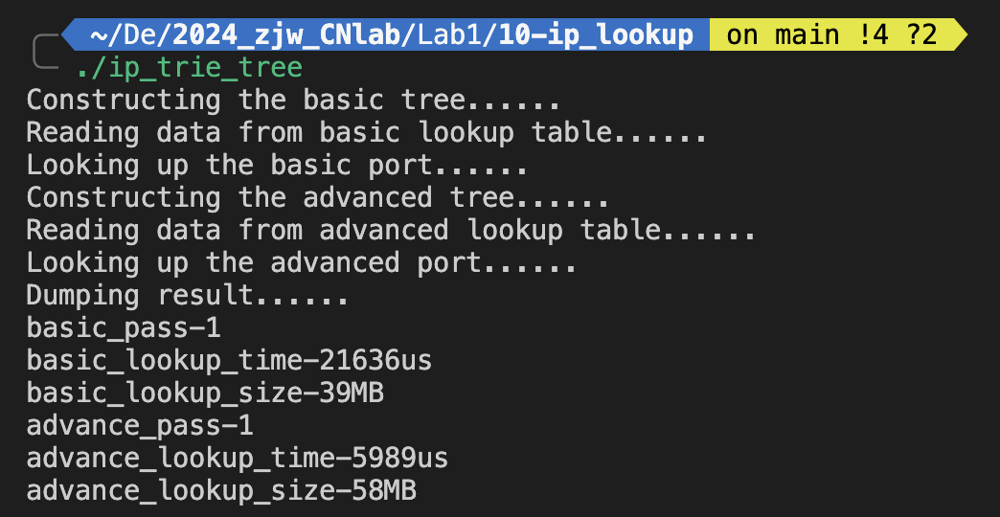 ~/De/2024_zjw_CNlab/Lab1/10-ip_lookup on main !4 ?2
./ip_trie_tree
Constructing the basic tree......
Reading data from basic lookup table......
Looking up the basic port......
Constructing the advanced tree......
Reading data from advanced lookup table......
Looking up the advanced port......
Dumping result......
basic_pass-1
basic_lookup_time-21636us
basic_lookup_size-39MB
advance_pass-1
advance_lookup_time-5989us
advance_lookup_size-58MB